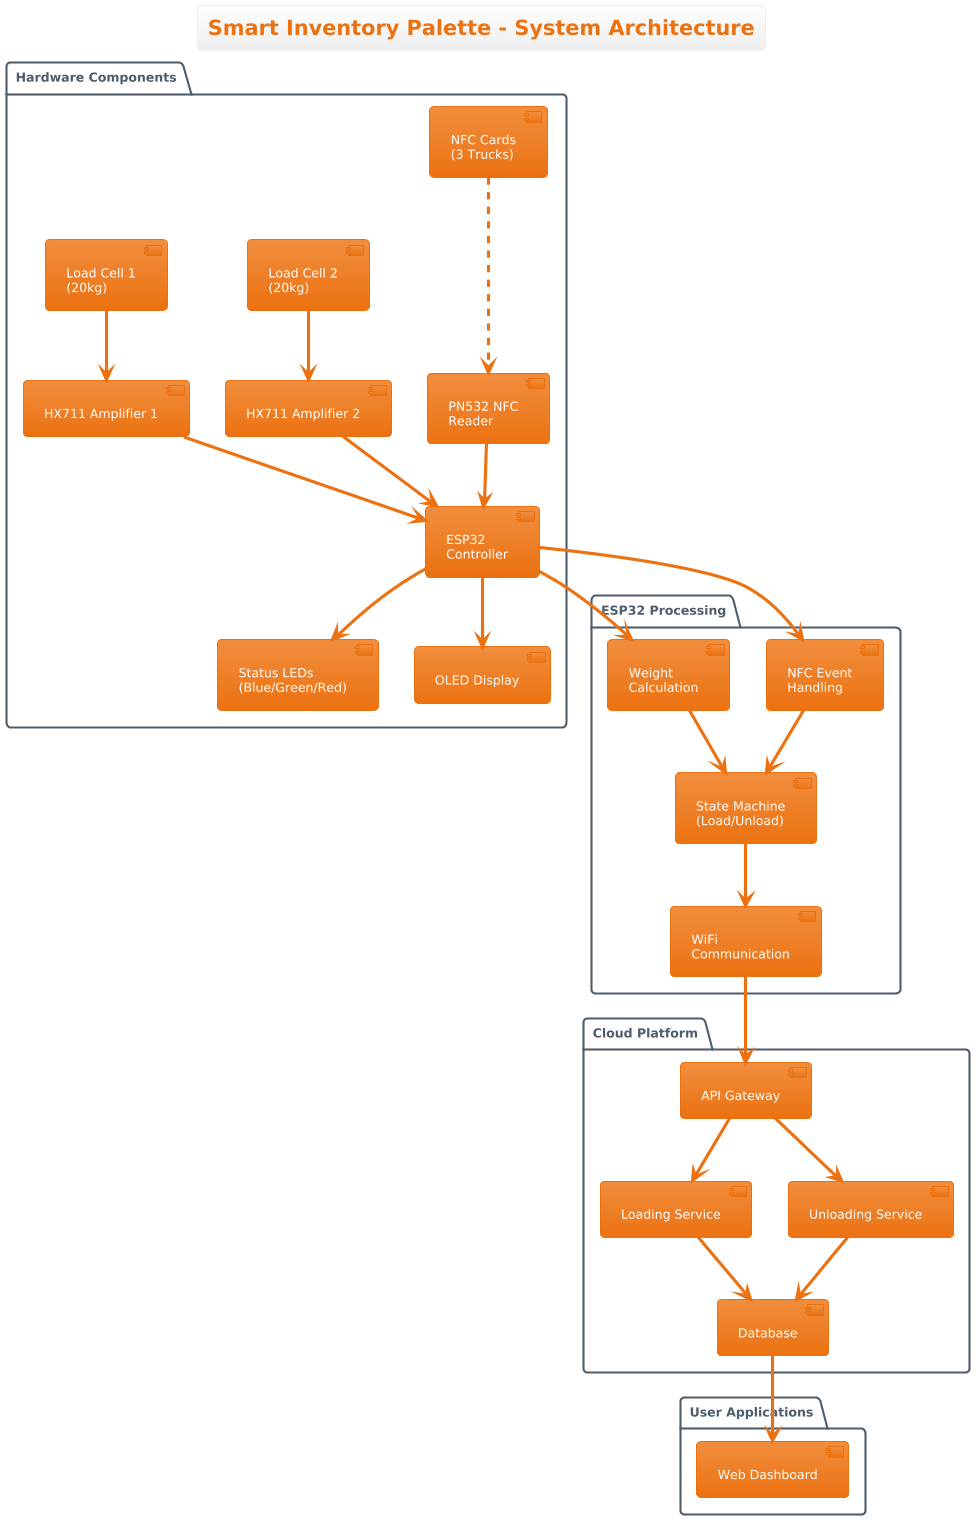 Smart Inventory Palette - System Architecture
Hardware Components
NFC Cards
(3 Trucks)
Load Cell 1
(20kg)
Load Cell 2
(20kg)
HX711 Amplifier 1
HX711 Amplifier 2
PN532 NFC
Reader
ESP32
Controller
Status LEDs
(Blue/Green/Red)
OLED Display
ESP32 Processing
Weight
Calculation
NFC Event
Handling
State Machine
(Load/Unload)
WiFi
Communication
Cloud Platform
API Gateway
Loading Service
Unloading Service
Database
User Applications
Web Dashboard